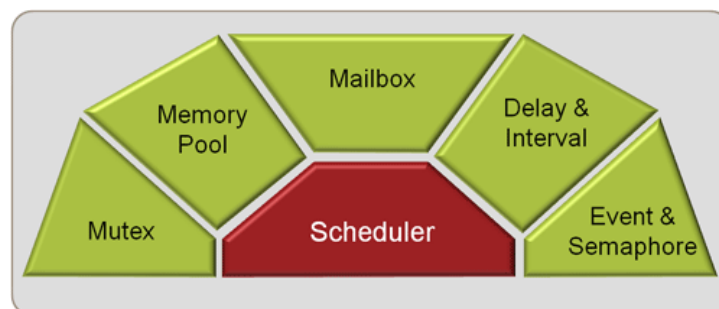 Mailbox
Memory
Pool
Delay &
Interval
Mutex
Scheduler
Event &
Semaphore